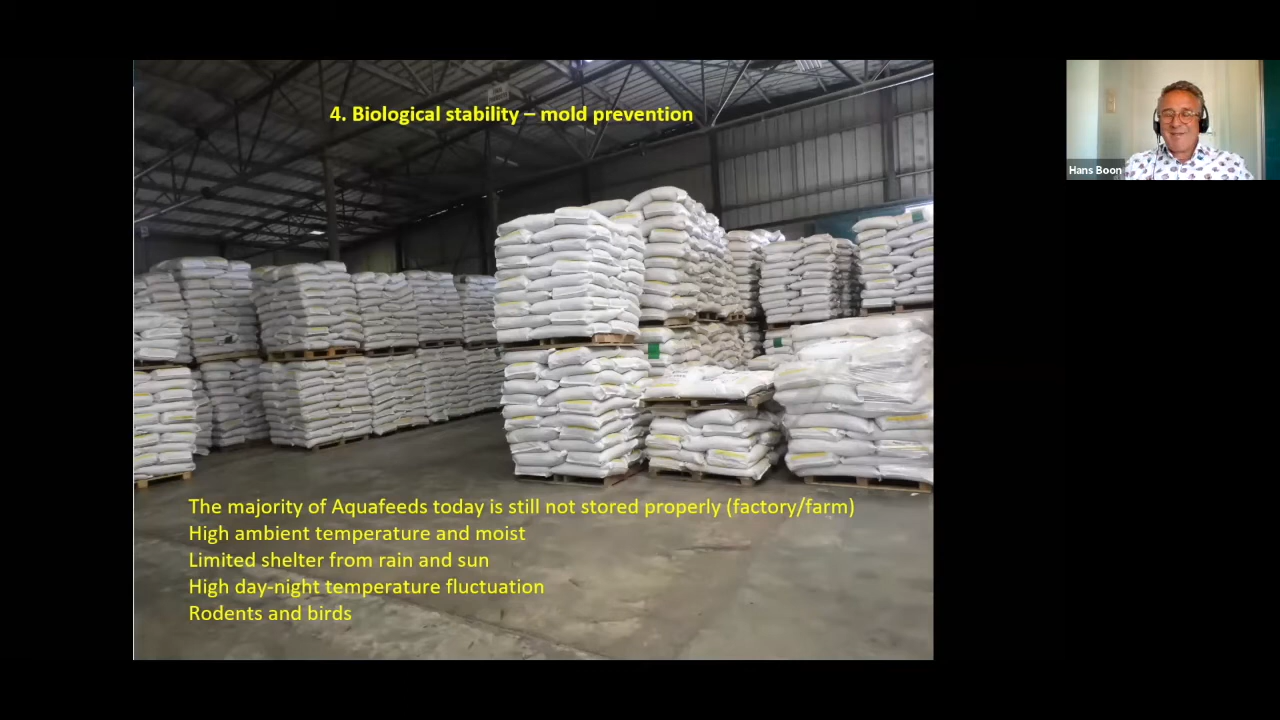 4. Biological stability – mold prevention
The majority of Aquafeeds today is still not stored properly (factory/farm)
High ambient temperature and moist
Limited shelter from rain and sun
High day-night temperature fluctuation
Rodents and birds
Hans Boon